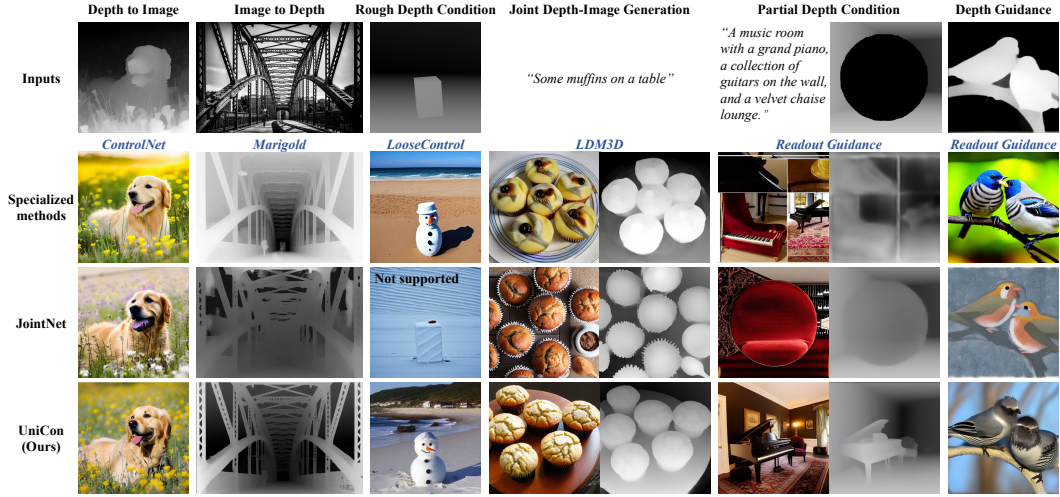 Depth to Image
Image to Depth
Rough Depth Condition
Joint Depth-Image Generation
Partial Depth Condition
Depth Guidance
Inputs
“Some muffins on a table”
“A music room
with a grand piano,
a collection of
guitars on the wall,
and a velvet chaise
lounge.”
ControlNet
Marigold
LooseControl
LDM3D
Readout Guidance
Readout Guidance
Specialized
methods
JointNet
Not supported
UniCon
(Ours)